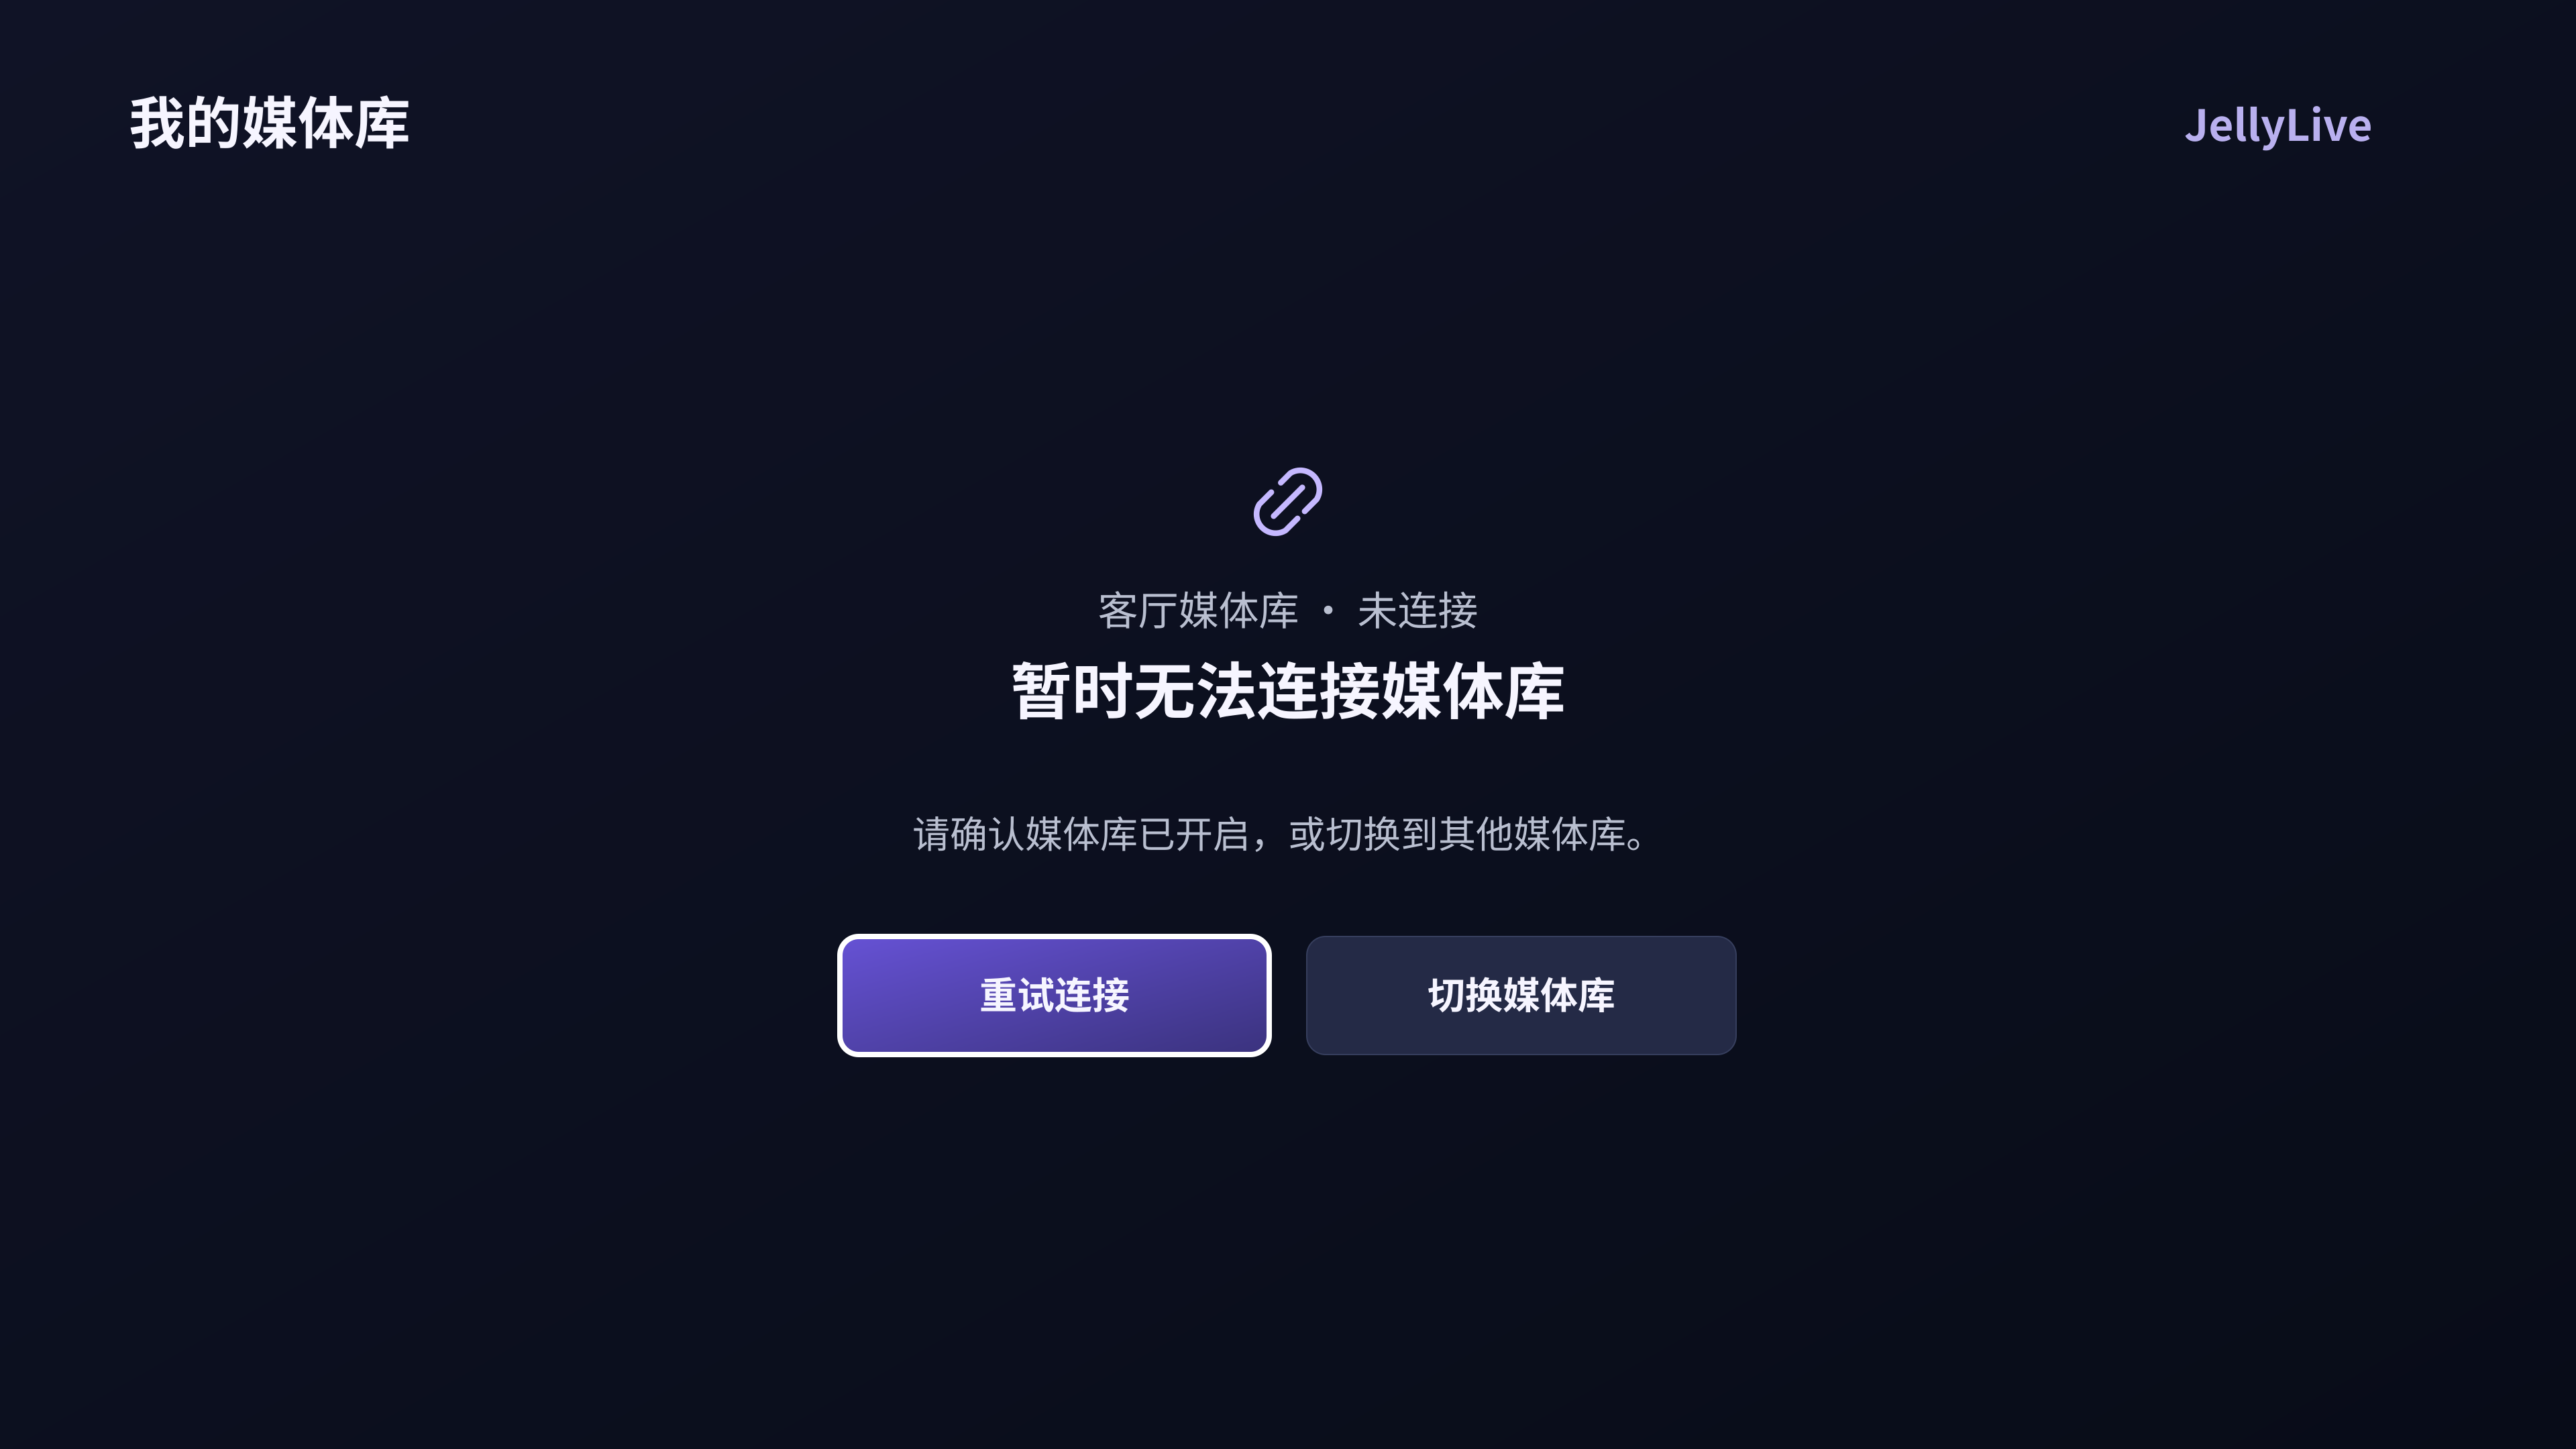 我的媒体库
JellyLive
客厅媒体库 · 未连接
暂时无法连接媒体库
请确认媒体库已开启，或切换到其他媒体库。
重试连接
切换媒体库